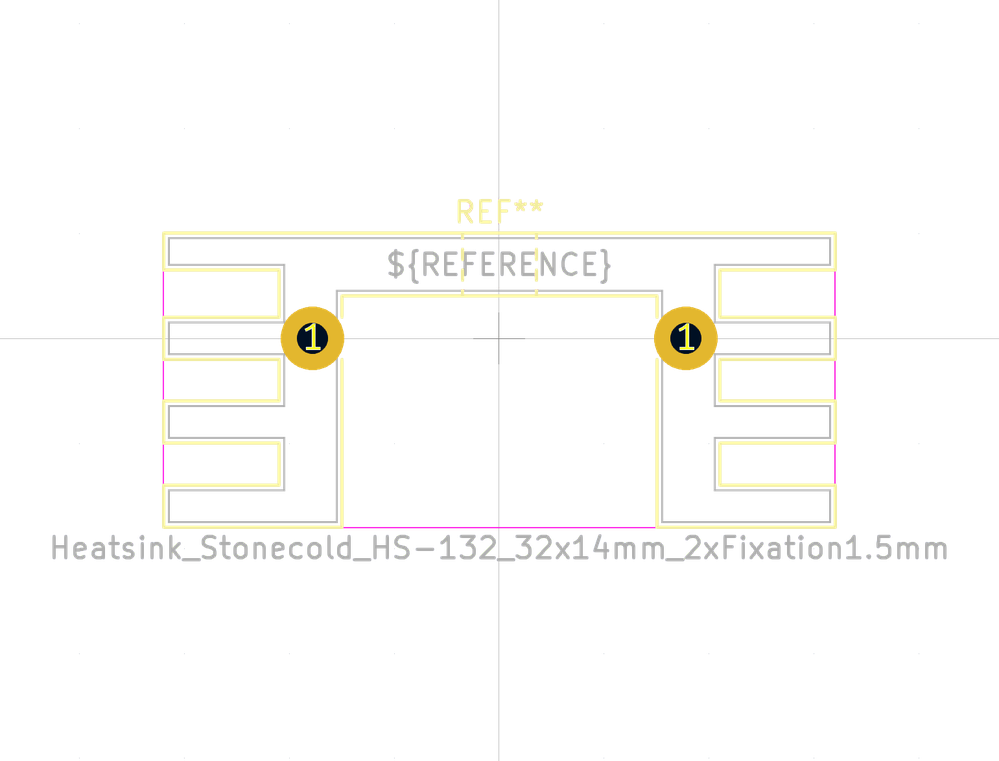 REF**
${REFERENCE}
1 1
Heatsink_Stonecold_HS-132_32x14mm_2xFixation1.5mm